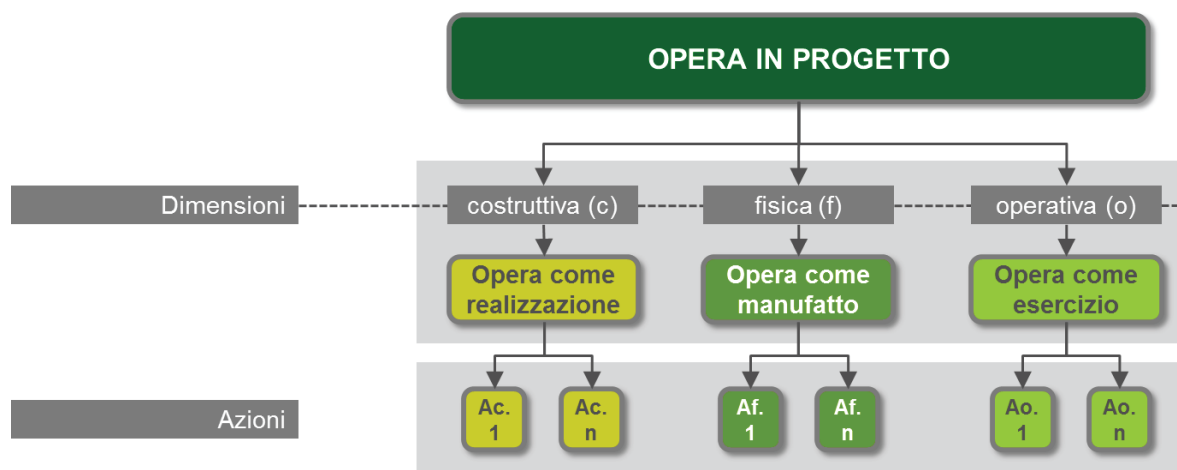 OPERA IN PROGETTO
Dimensioni
costruttiva (c)
fisica (f)
operativa (o)
Opera come
realizzazione
Opera come
manufatto
Opera come
esercizio
Azioni
Ac.
1
Ac.
n
Af.
1
Af.
n
Ao.
1
Ao.
n